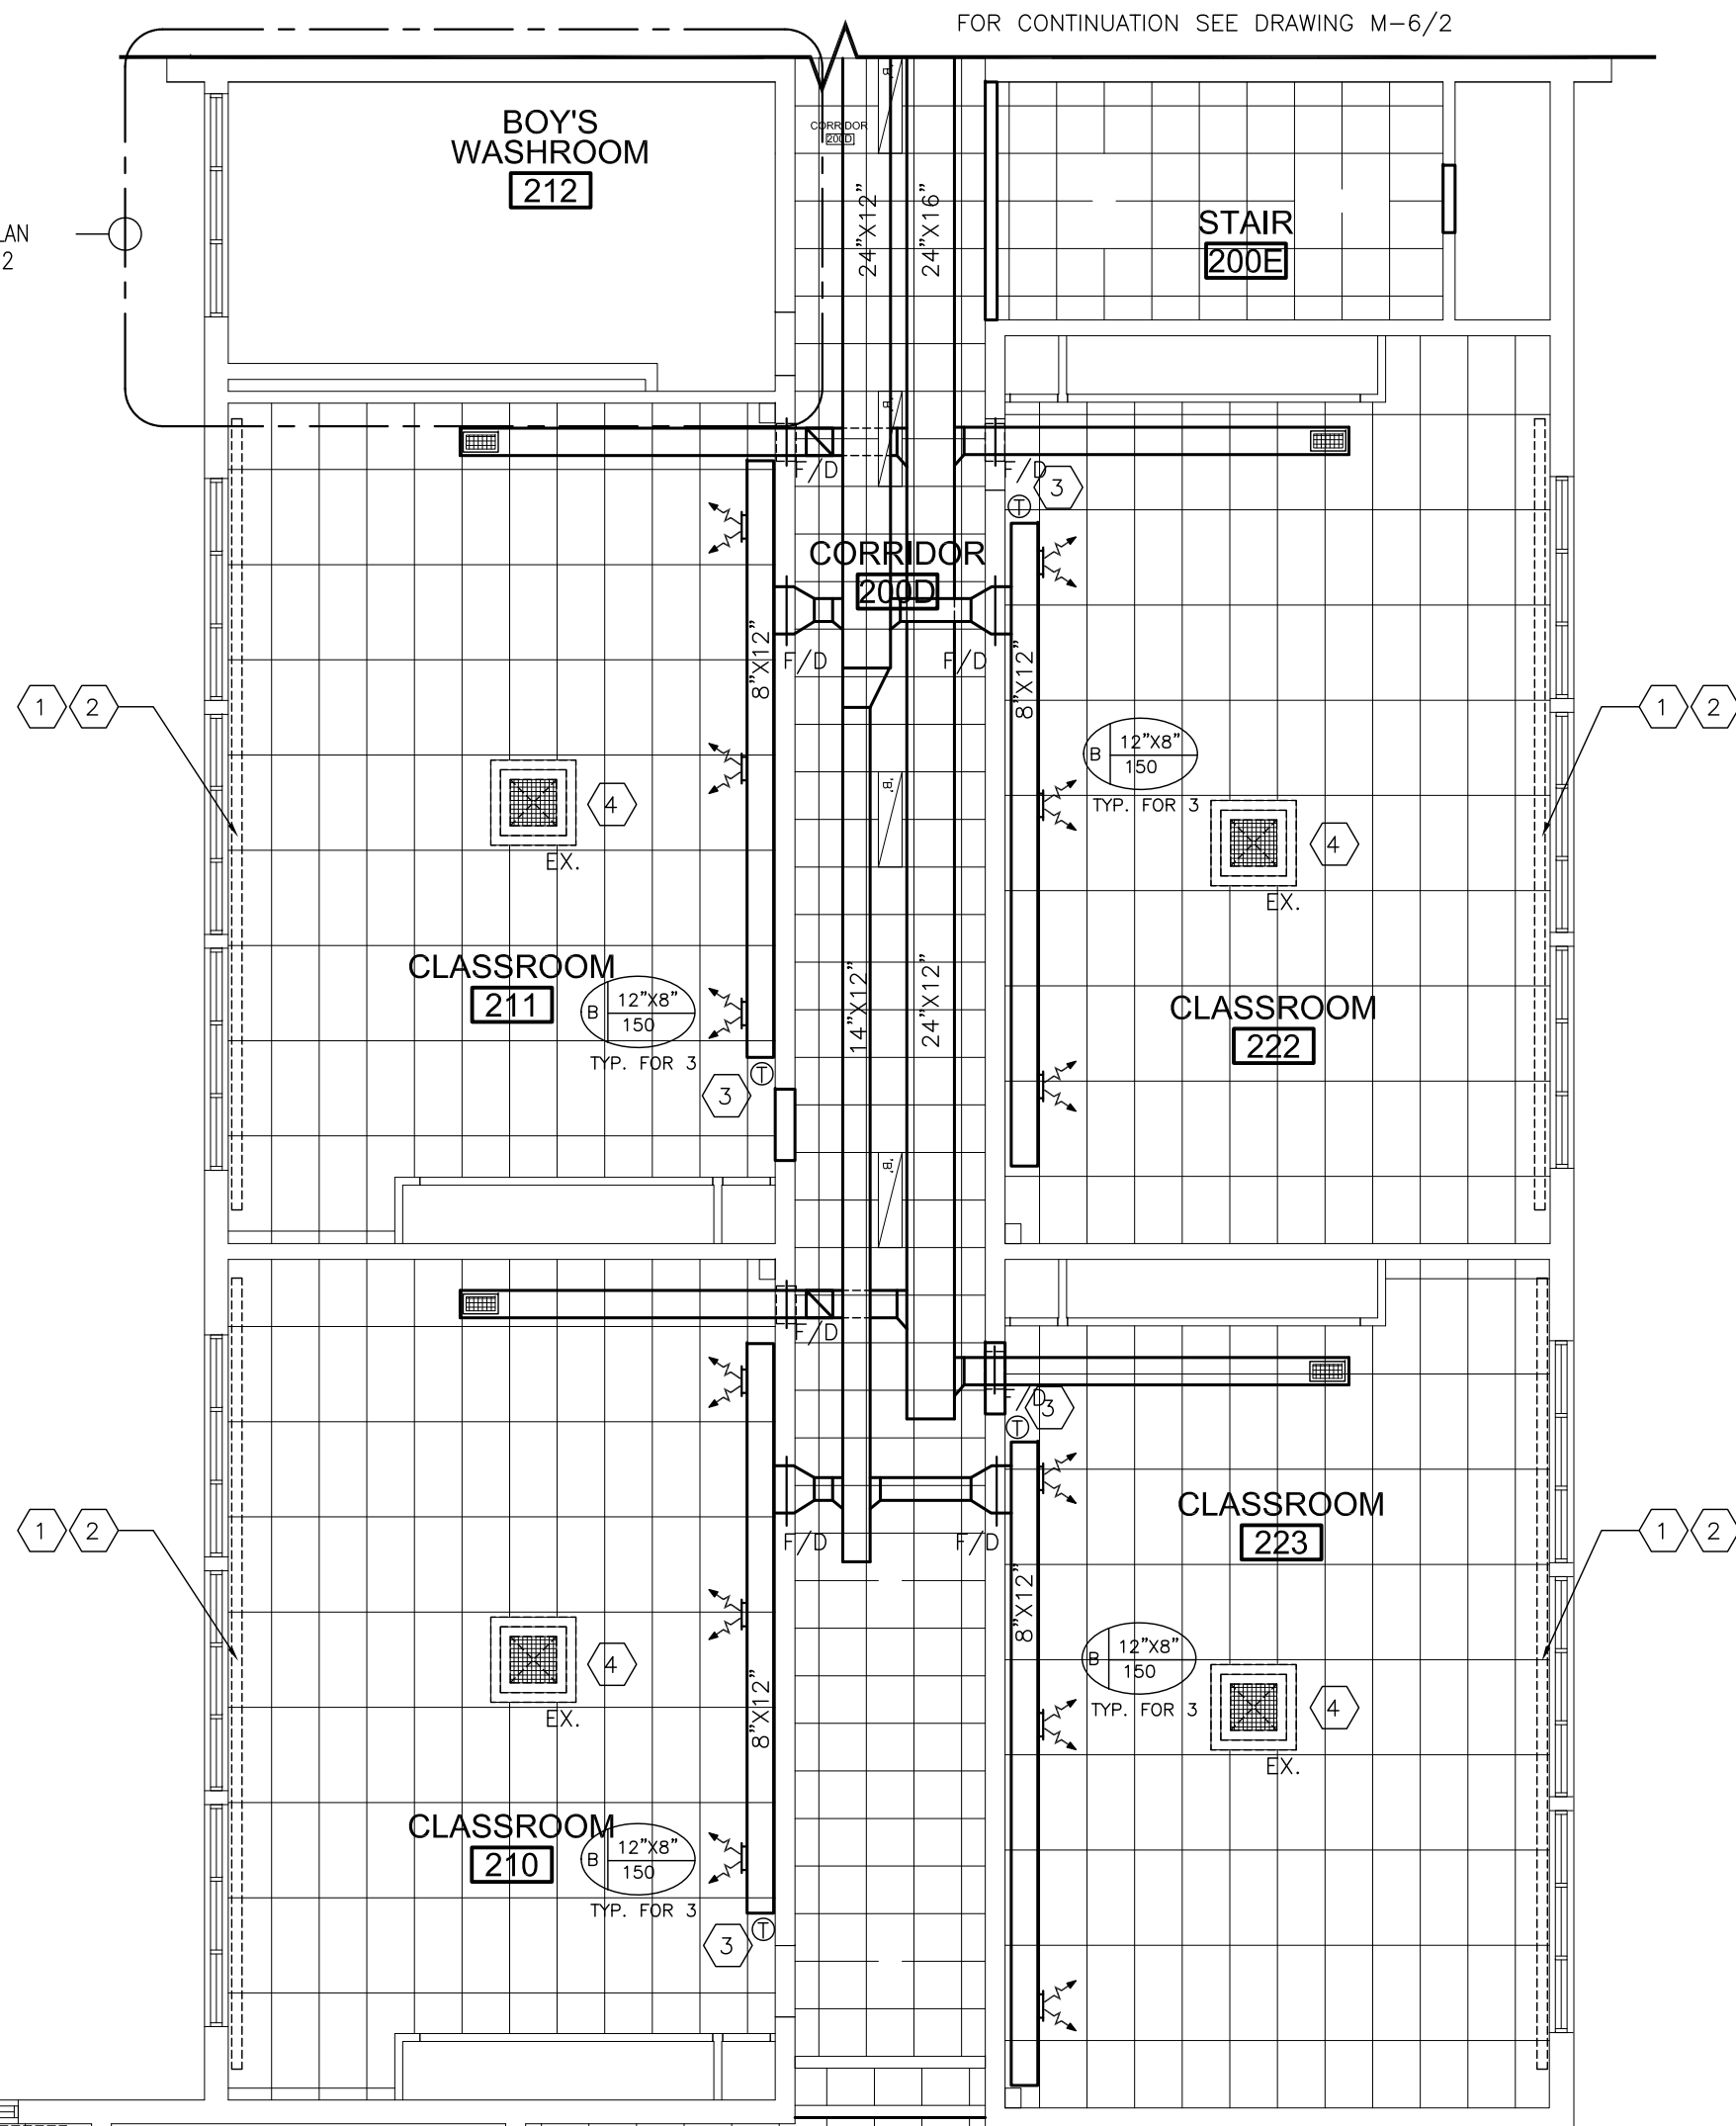 FOR CONTINUATION SEE DRAWING M-6/2
BOY'S
WASHROOM
212
CORRIDOR
200D
'B'
24"X12"
24"X16"
STAIR
200E
LAN
2
'B'
F/D
F/D
3
T
CORRIDOR
200D
F/D
F/D
8"X12"
8"X12"
1
2
1
2
B
12"X8"
150
TYP. FOR 3
'B'
4
EX.
4
EX.
CLASSROOM
211
B
12"X8"
150
TYP. FOR 3
14"X12"
24"X12"
CLASSROOM
222
T
3
'B'
F/D
F/D
3
T
CLASSROOM
223
1
2
F/D
F/D
1
2
8"X12"
B
12"X8"
150
TYP. FOR 3
4
EX.
8"X12"
4
EX.
CLASSROOM
210
B
12"X8"
150
TYP. FOR 3
T
3